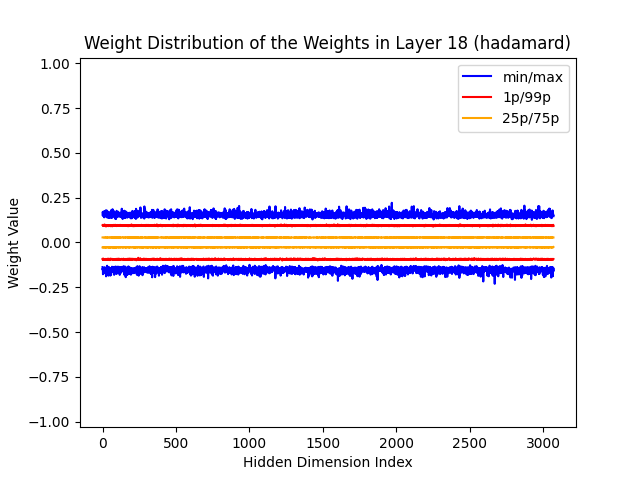 Weight Distribution of the Weights in Layer 18 (hadamard)
1.00
0.75
0.50
0.25
0.00
−0.25
−0.50
−0.75
−1.00
Weight Value
min/max
1p/99p
25p/75p
0
500
1000
1500
2000
2500
3000
Hidden Dimension Index